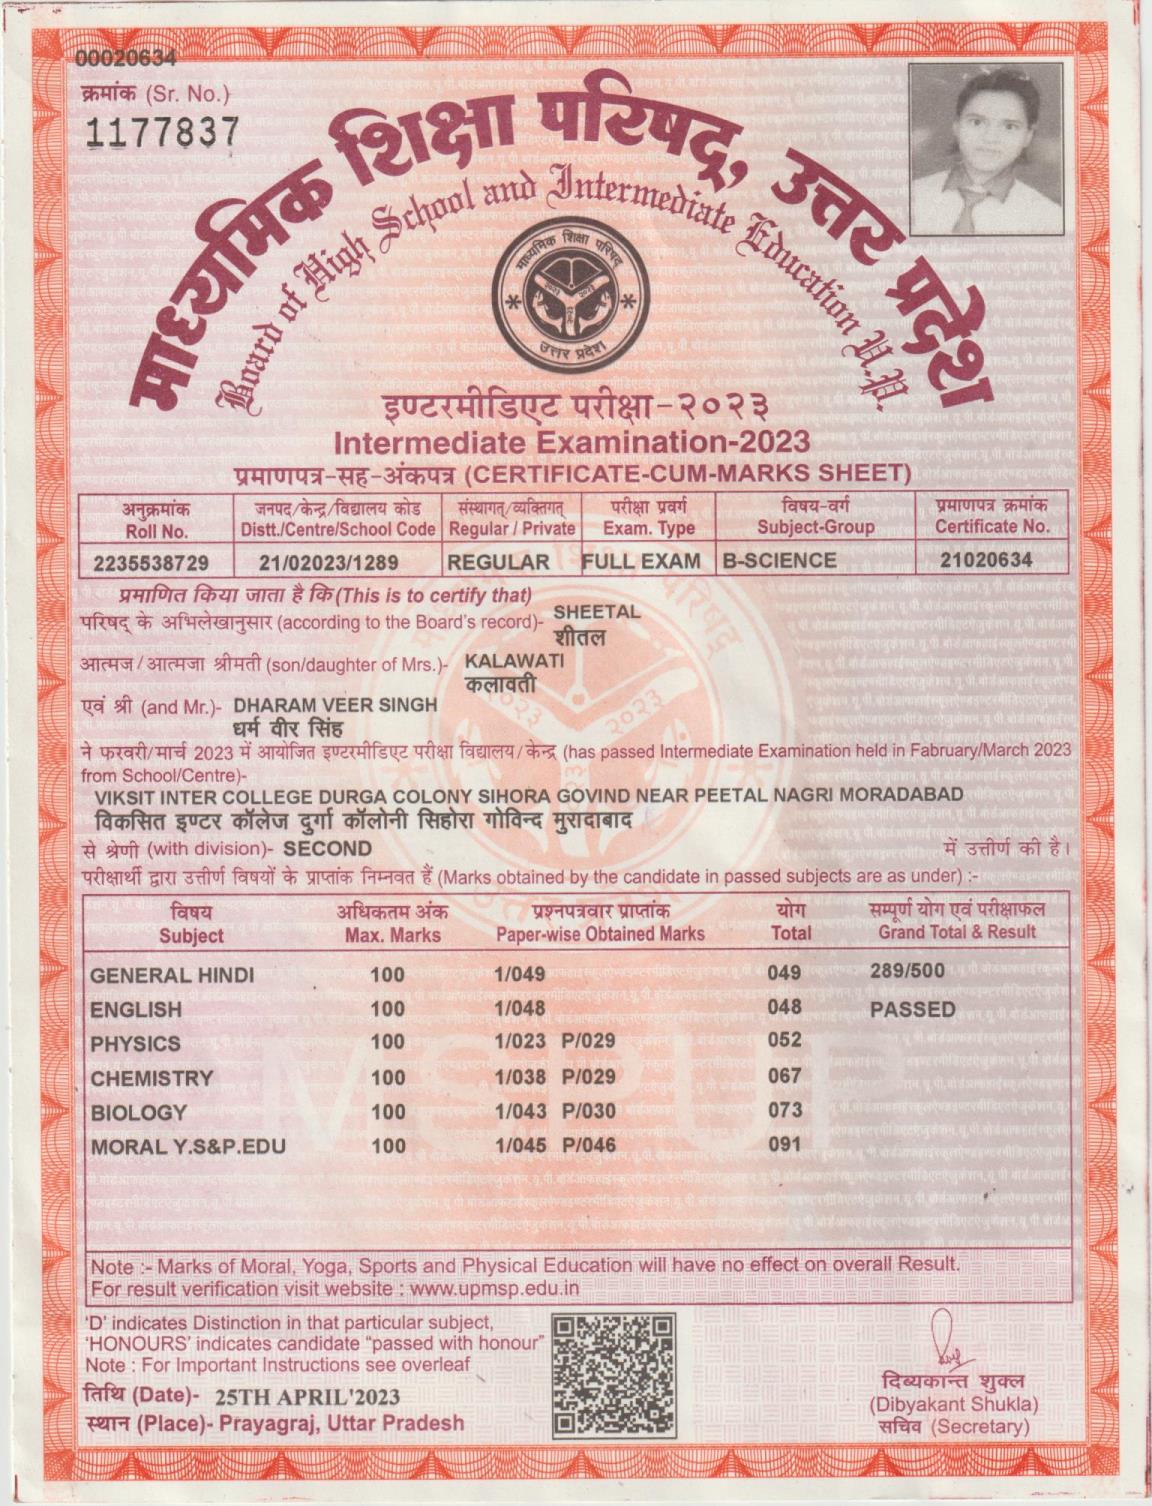 00020634
क्रमांक (Sr. No.)
1177837
माध्यमिक शिक्षा परिषद्, उत्तर प्रदेश
Board of High School and Intermediate Education U.P.
माध्यमिक शिक्षा परिषद्
उत्तर प्रदेश
इण्टरमीडिएट परीक्षा-२०२३
Intermediate Examination-2023
प्रमाणपत्र-सह-अंकपत्र (CERTIFICATE-CUM-MARKS SHEET)
अनुक्रमांक जनपद/केन्द्र/विद्यालय कोड संस्थागत्/व्यक्तिगत् परीक्षा प्रवर्ग विषय-वर्ग प्रमाणपत्र क्रमांक
Roll No. Distt./Centre/School Code Regular / Private Exam. Type Subject-Group Certificate No.
2235538729 21/02023/1289 REGULAR FULL EXAM B-SCIENCE 21020634
प्रमाणित किया जाता है कि (This is to certify that)
परिषद् के अभिलेखानुसार (according to the Board's record)- SHEETAL
शीतल
आत्मज/आत्मजा श्रीमती (son/daughter of Mrs.)- KALAWATI
कलावती
एवं श्री (and Mr.)- DHARAM VEER SINGH
धर्म वीर सिंह
ने फरवरी/मार्च 2023 में आयोजित इण्टरमीडिएट परीक्षा विद्यालय/केन्द्र (has passed Intermediate Examination held in Fabruary/March 2023
from School/Centre)-
VIKSIT INTER COLLEGE DURGA COLONY SIHORA GOVIND NEAR PEETAL NAGRI MORADABAD
विकसित इण्टर कॉलेज दुर्गा कॉलोनी सिहोरा गोविन्द मुरादाबाद
से श्रेणी (with division)- SECOND में उत्तीर्ण की है।
परीक्षार्थी द्वारा उत्तीर्ण विषयों के प्राप्तांक निम्नवत हैं (Marks obtained by the candidate in passed subjects are as under) :-
विषय अधिकतम अंक प्रश्नपत्रवार प्राप्तांक योग सम्पूर्ण योग एवं परीक्षाफल
Subject Max. Marks Paper-wise Obtained Marks Total Grand Total & Result
GENERAL HINDI 100 1/049 049 289/500
ENGLISH 100 1/048 048 PASSED
PHYSICS 100 1/023 P/029 052
CHEMISTRY 100 1/038 P/029 067
BIOLOGY 100 1/043 P/030 073
MORAL Y.S&P.EDU 100 1/045 P/046 091
Note :- Marks of Moral, Yoga, Sports and Physical Education will have no effect on overall Result.
For result verification visit website : www.upmsp.edu.in
'D' indicates Distinction in that particular subject,
'HONOURS' indicates candidate "passed with honour"
Note : For Important Instructions see overleaf
तिथि (Date)- 25TH APRIL'2023
स्थान (Place)- Prayagraj, Uttar Pradesh
दिव्यकान्त शुक्ल
(Dibyakant Shukla)
सचिव (Secretary)